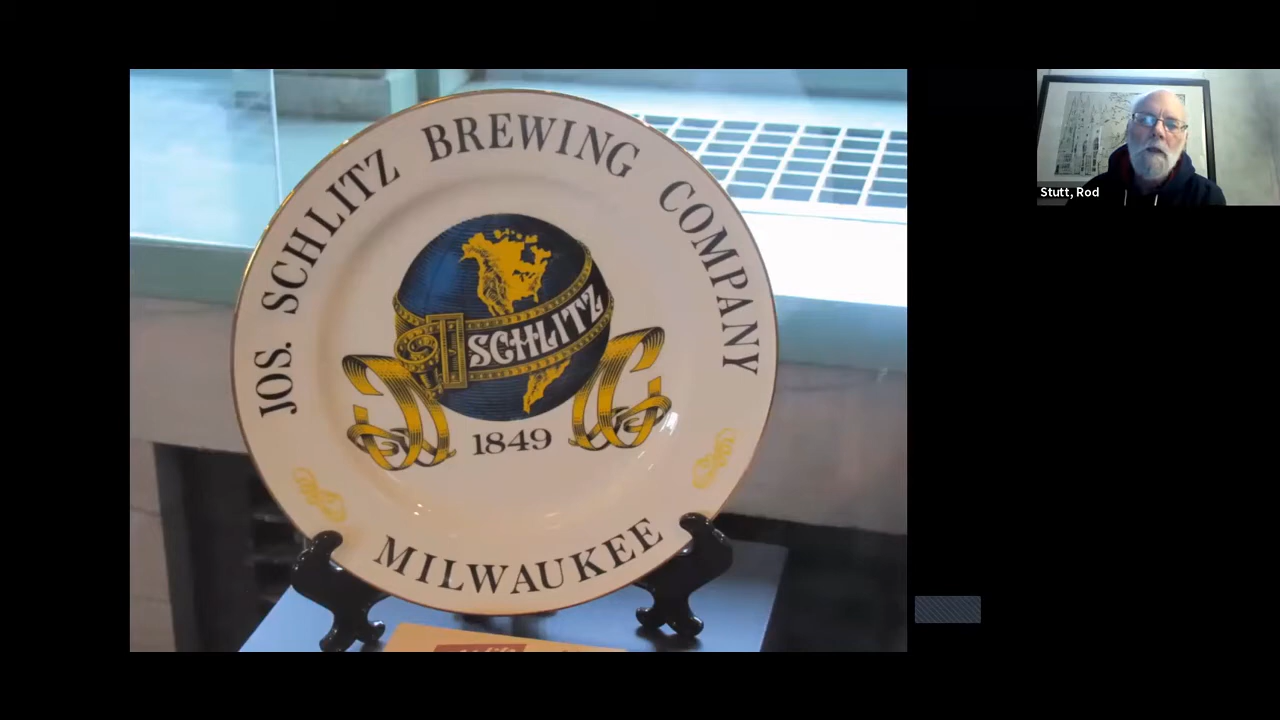 JOS. SCHLITZ BREWING COMPANY
SCHLITZ
1849
MILWAUKEE
Stutt, Rod